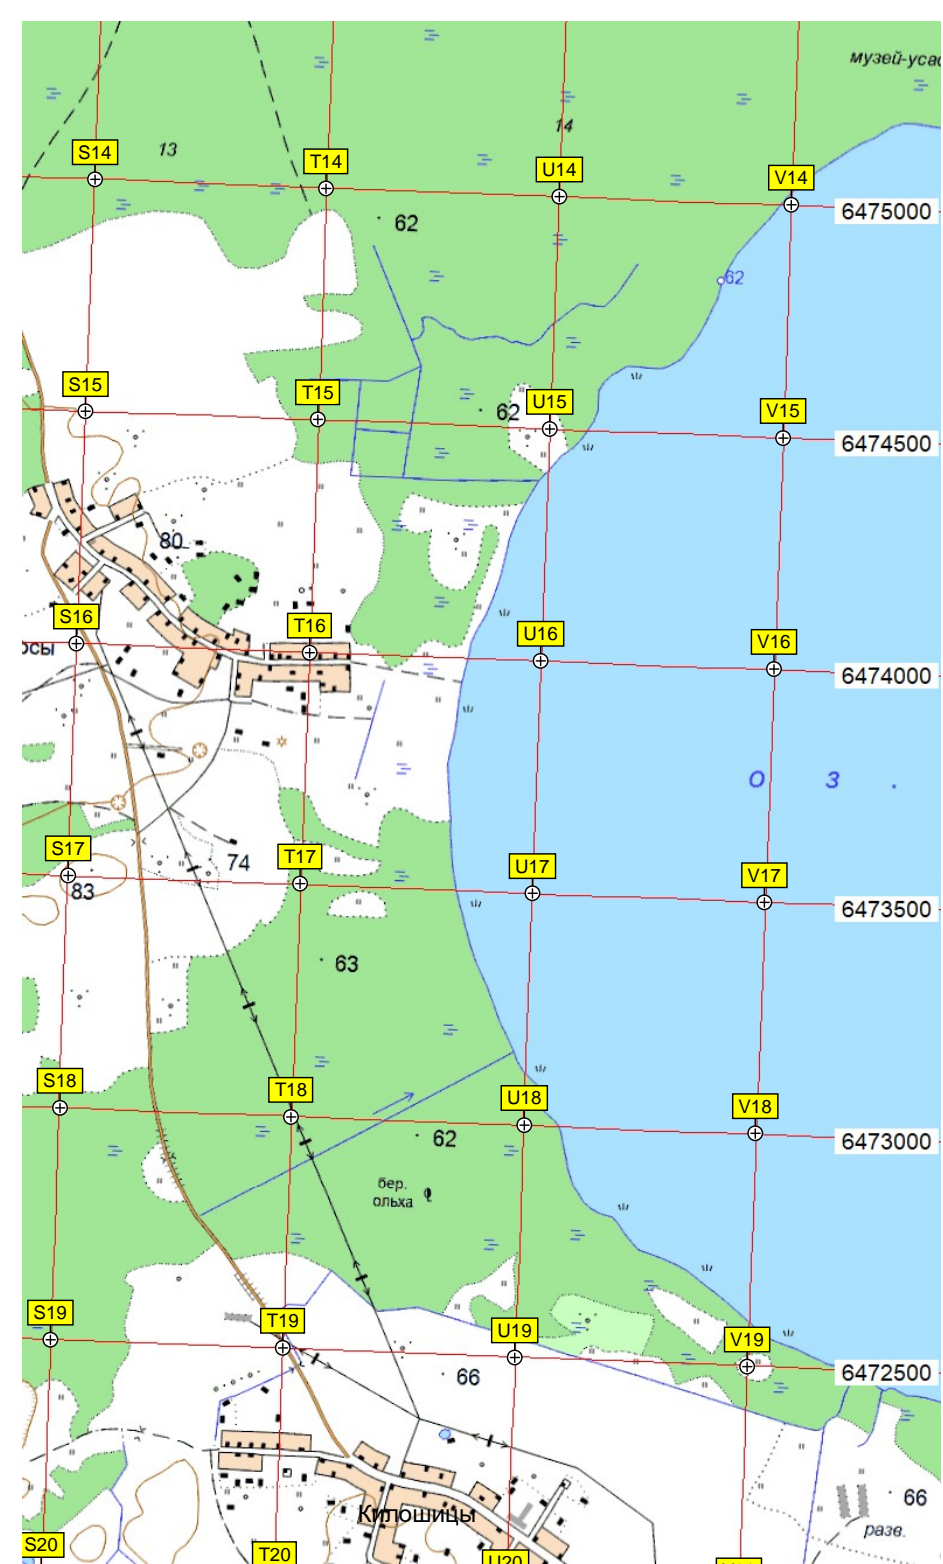 музей-уса
14
13
S14
T14
U14
V14
6475000
62
62
S15
T15
62
U15
V15
6474500
80
S16
T16
U16
V16
осы
6474000
О З .
S17
74
T17
U17
V17
83
6473500
63
S18
T18
U18
V18
62
6473000
бер.
ольха
S19
T19
U19
V19
66
6472500
66
Килошицы
разв.
S20
T20
U20